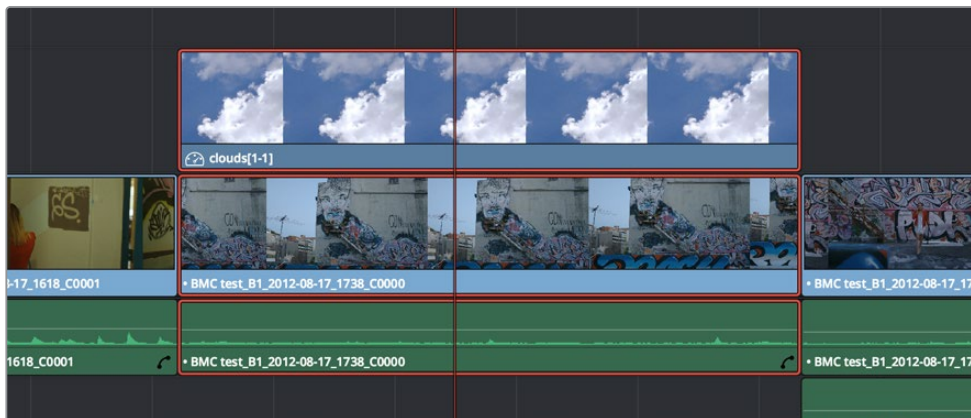 clouds[1-1]
8-17_1618_C0001
• BMC test_B1_2012-08-17_1738_C0000
• BMC test_B1_2012-08-17_17
1618_C0001
• BMC test_B1_2012-08-17_1738_C0000
• BMC test_B1_2012-08-17_17